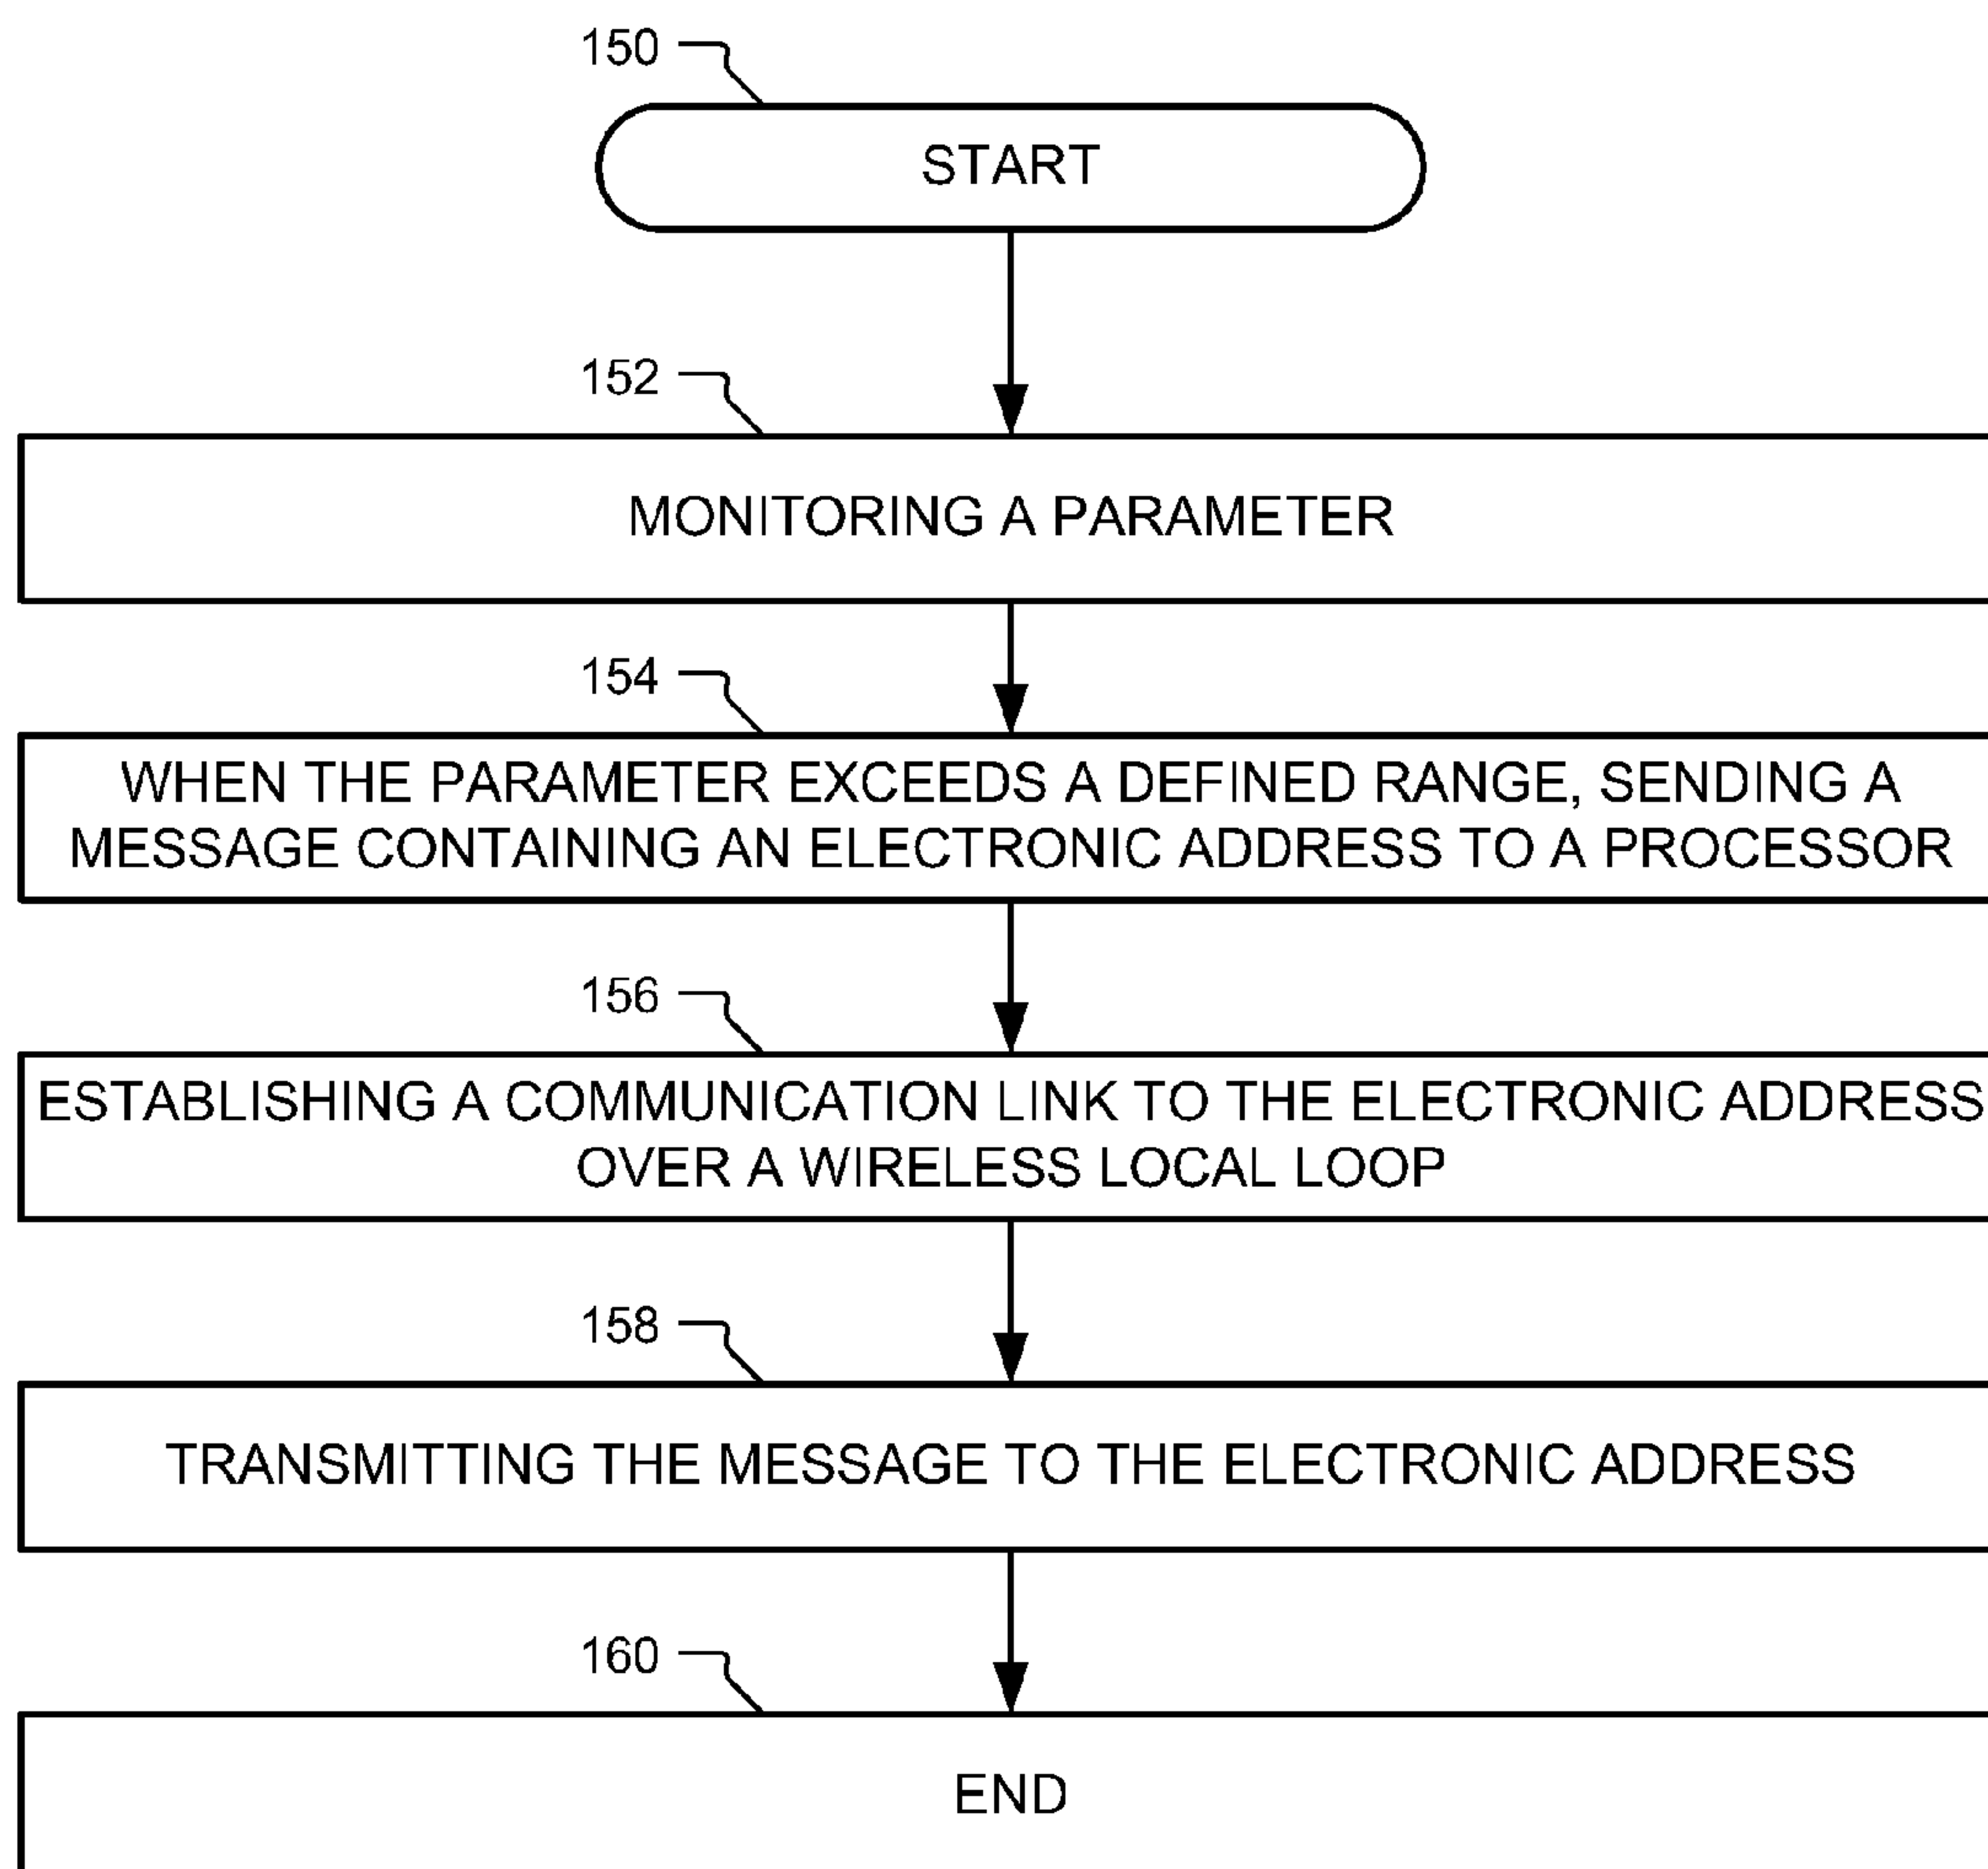 150
START
152
MONITORING A PARAMETER
154
WHEN THE PARAMETER EXCEEDS A DEFINED RANGE, SENDING A
MESSAGE CONTAINING AN ELECTRONIC ADDRESS TO A PROCESSOR
156
ESTABLISHING A COMMUNICATION LINK TO THE ELECTRONIC ADDRESS
OVER A WIRELESS LOCAL LOOP
158
TRANSMITTING THE MESSAGE TO THE ELECTRONIC ADDRESS
160
END